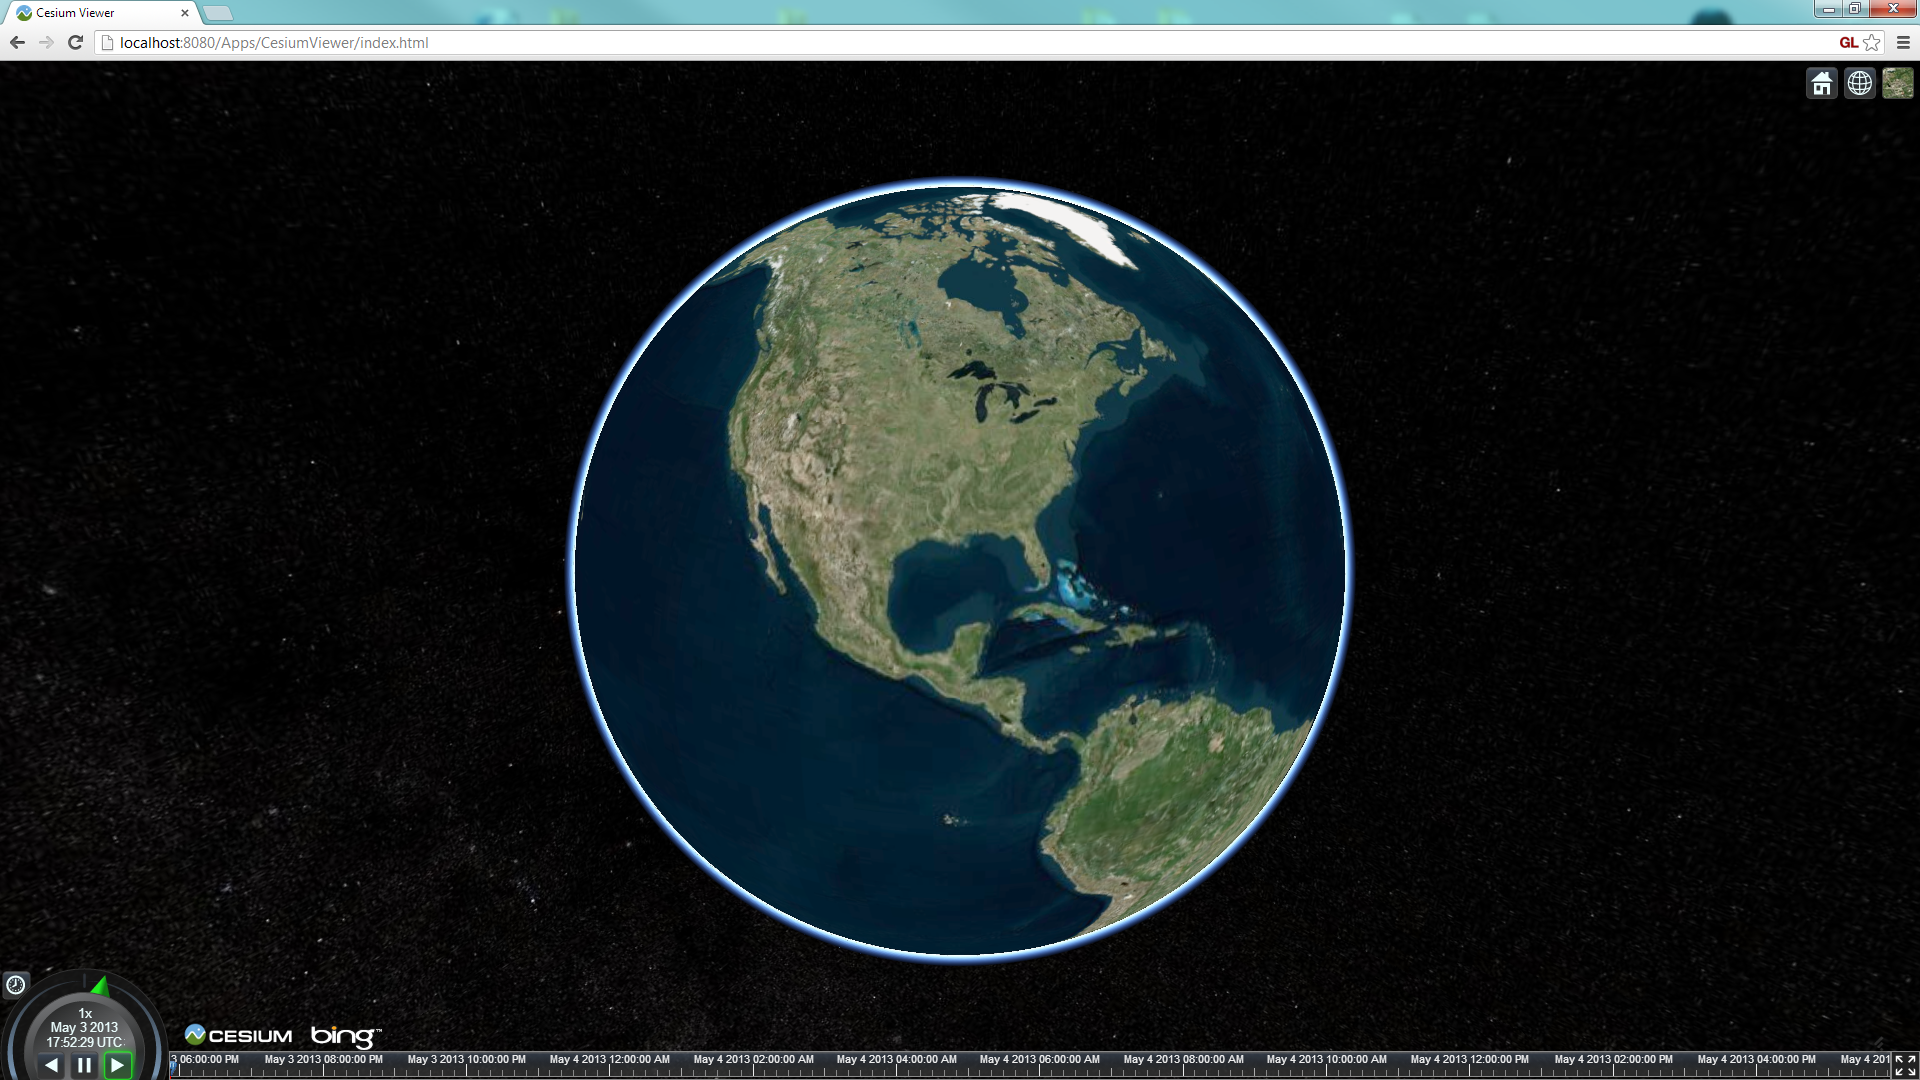 Cesium Viewer
localhost:8080/Apps/CesiumViewer/index.html
GL
1x
May 3 2013
17:52:29 UTC
CESIUM bing™
3 06:00:00 PM May 3 2013 08:00:00 PM May 3 2013 10:00:00 PM May 4 2013 12:00:00 AM May 4 2013 02:00:00 AM May 4 2013 04:00:00 AM May 4 2013 06:00:00 AM May 4 2013 08:00:00 AM May 4 2013 10:00:00 AM May 4 2013 12:00:00 PM May 4 2013 02:00:00 PM May 4 2013 04:00:00 PM May 4 201